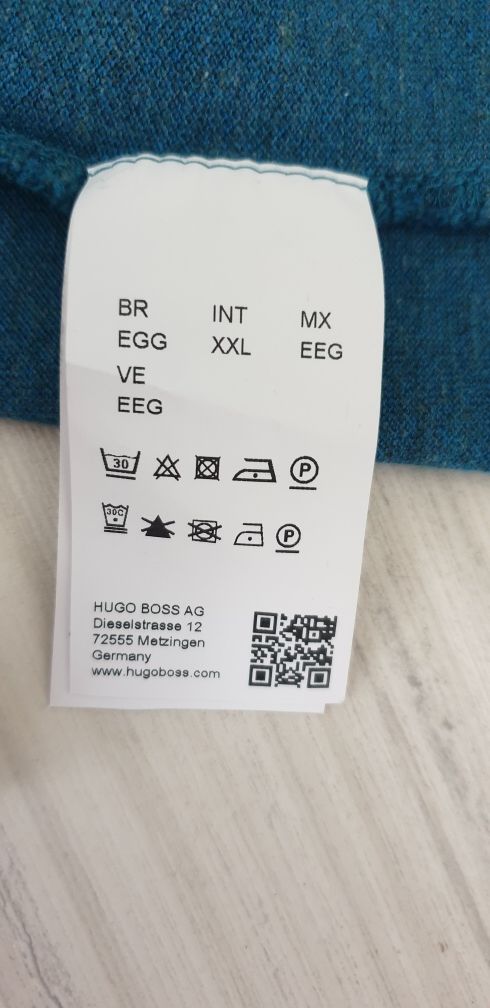 BR INT MX
EGG XXL EEG
VE
EEG
30 P
30C P
HUGO BOSS AG
Dieselstrasse 12
72555 Metzingen
Germany
www.hugoboss.com